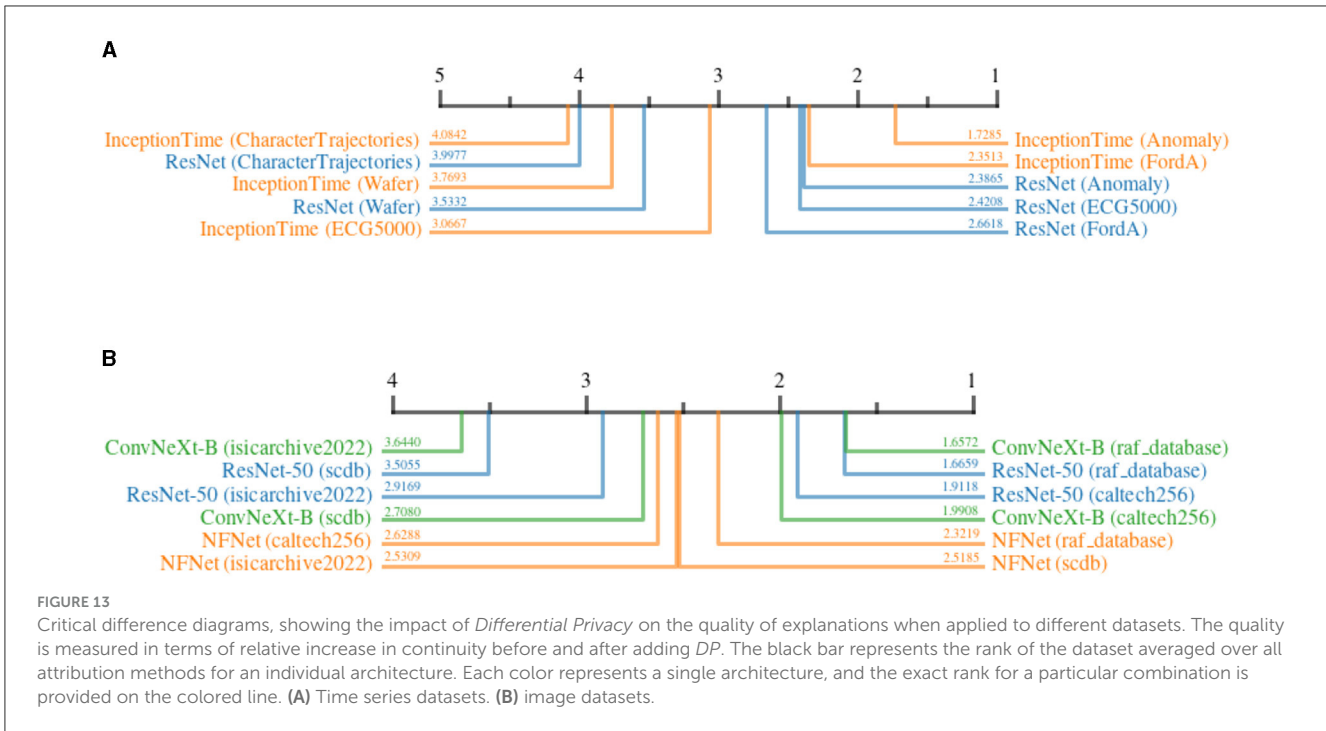 A
5 4 3 2 1
InceptionTime (CharacterTrajectories) 4.0842 1.7285 InceptionTime (Anomaly)
ResNet (CharacterTrajectories) 3.9977 2.3513 InceptionTime (FordA)
InceptionTime (Wafer) 3.7693 2.3865 ResNet (Anomaly)
ResNet (Wafer) 3.5332 2.4208 ResNet (ECG5000)
InceptionTime (ECG5000) 3.0667 2.6618 ResNet (FordA)
B
4 3 2 1
ConvNeXt-B (isicarchive2022) 3.6440 1.6572 ConvNeXt-B (raf_database)
ResNet-50 (scdb) 3.5055 1.6659 ResNet-50 (raf_database)
ResNet-50 (isicarchive2022) 2.9169 1.9118 ResNet-50 (caltech256)
ConvNeXt-B (scdb) 2.7080 1.9908 ConvNeXt-B (caltech256)
NFNet (caltech256) 2.6288 2.3219 NFNet (raf_database)
NFNet (isicarchive2022) 2.5309 2.5185 NFNet (scdb)
FIGURE 13
Critical difference diagrams, showing the impact of Differential Privacy on the quality of explanations when applied to different datasets. The quality
is measured in terms of relative increase in continuity before and after adding DP. The black bar represents the rank of the dataset averaged over all
attribution methods for an individual architecture. Each color represents a single architecture, and the exact rank for a particular combination is
provided on the colored line. (A) Time series datasets. (B) image datasets.